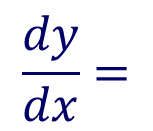 dy/dx =